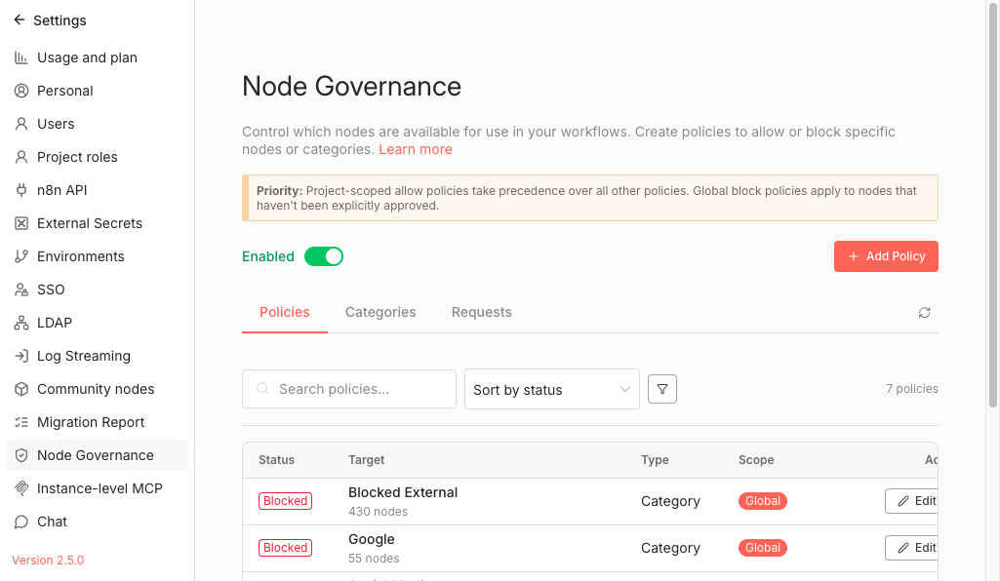 Settings
Usage and plan
Personal
Users
Project roles
n8n API
External Secrets
Environments
SSO
LDAP
Log Streaming
Community nodes
Migration Report
Node Governance
Instance-level MCP
Chat
Version 2.5.0
Node Governance
Control which nodes are available for use in your workflows. Create policies to allow or block specific
nodes or categories. Learn more
Priority: Project-scoped allow policies take precedence over all other policies. Global block policies apply to nodes that
haven't been explicitly approved.
Enabled
Add Policy
Policies Categories Requests
Search policies... Sort by status 7 policies
Status Target Type Scope Ac
Blocked Blocked External Category Global Edit
430 nodes
Blocked Google Category Global Edit
55 nodes